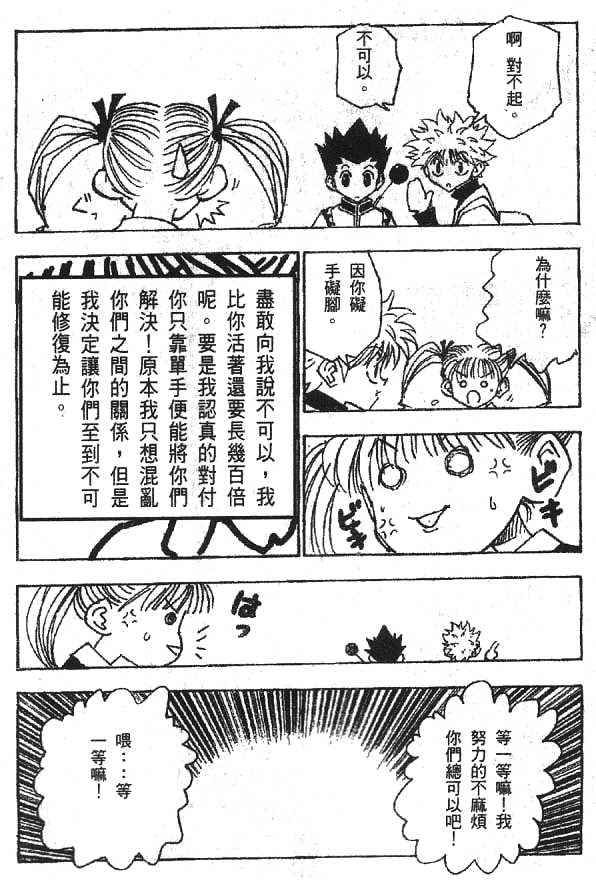 啊 對不起。
不可以。
為什麼嘛?
因你礙
手礙腳。
盡敢向我說不可以,我
比你活著還要長幾百倍
呢。要是我認真的對付
你只靠單手便能將你們
解決!原本我只想混亂
你們之間的關係,但是
我決定讓你們至到不可
能修復為止。
ビキ
ビキ
はっ
等一等嘛!我
努力的不麻煩
你們總可以吧!
喂……等
一等嘛!